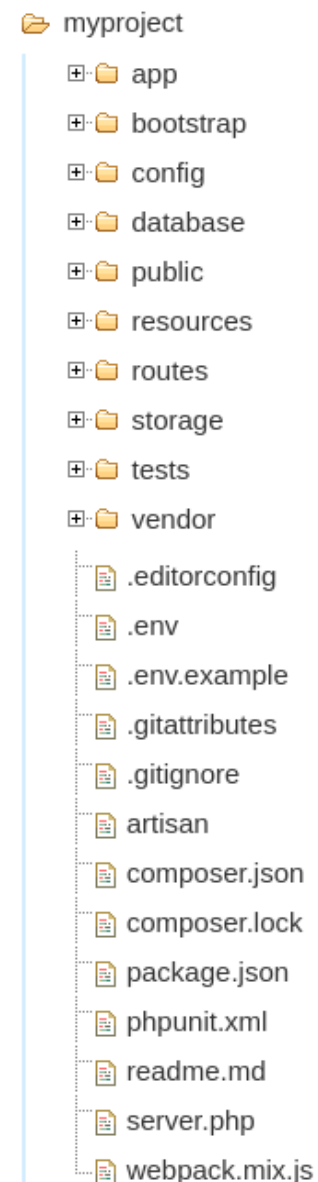 myproject
app
bootstrap
config
database
public
resources
routes
storage
tests
vendor
.editorconfig
.env
.env.example
.gitattributes
.gitignore
artisan
composer.json
composer.lock
package.json
phpunit.xml
readme.md
server.php
webpack.mix.js